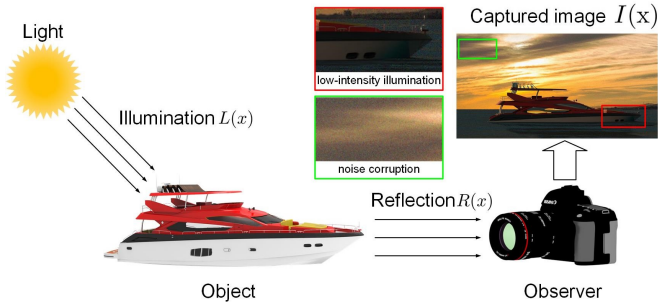 Light
Captured image I(x)
low-intensity illumination
Illumination L(x)
noise corruption
Reflection R(x)
Object
Observer